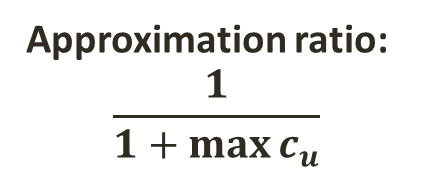 Approximation ratio:
1
1 + max c_u